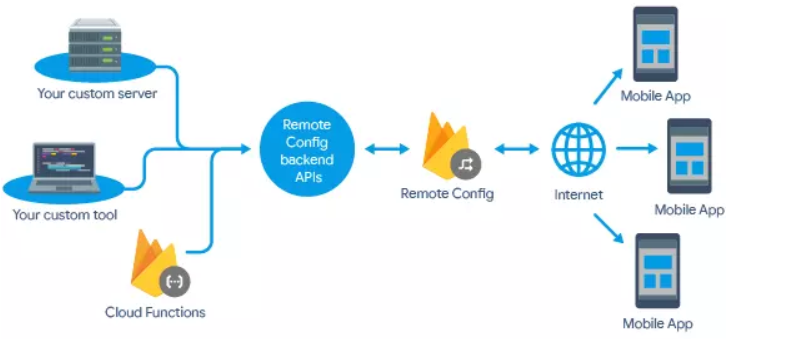 Your custom server
Your custom tool
Cloud Functions
Remote
Config
backend
APIs
Remote Config
Internet
Mobile App
Mobile App
Mobile App